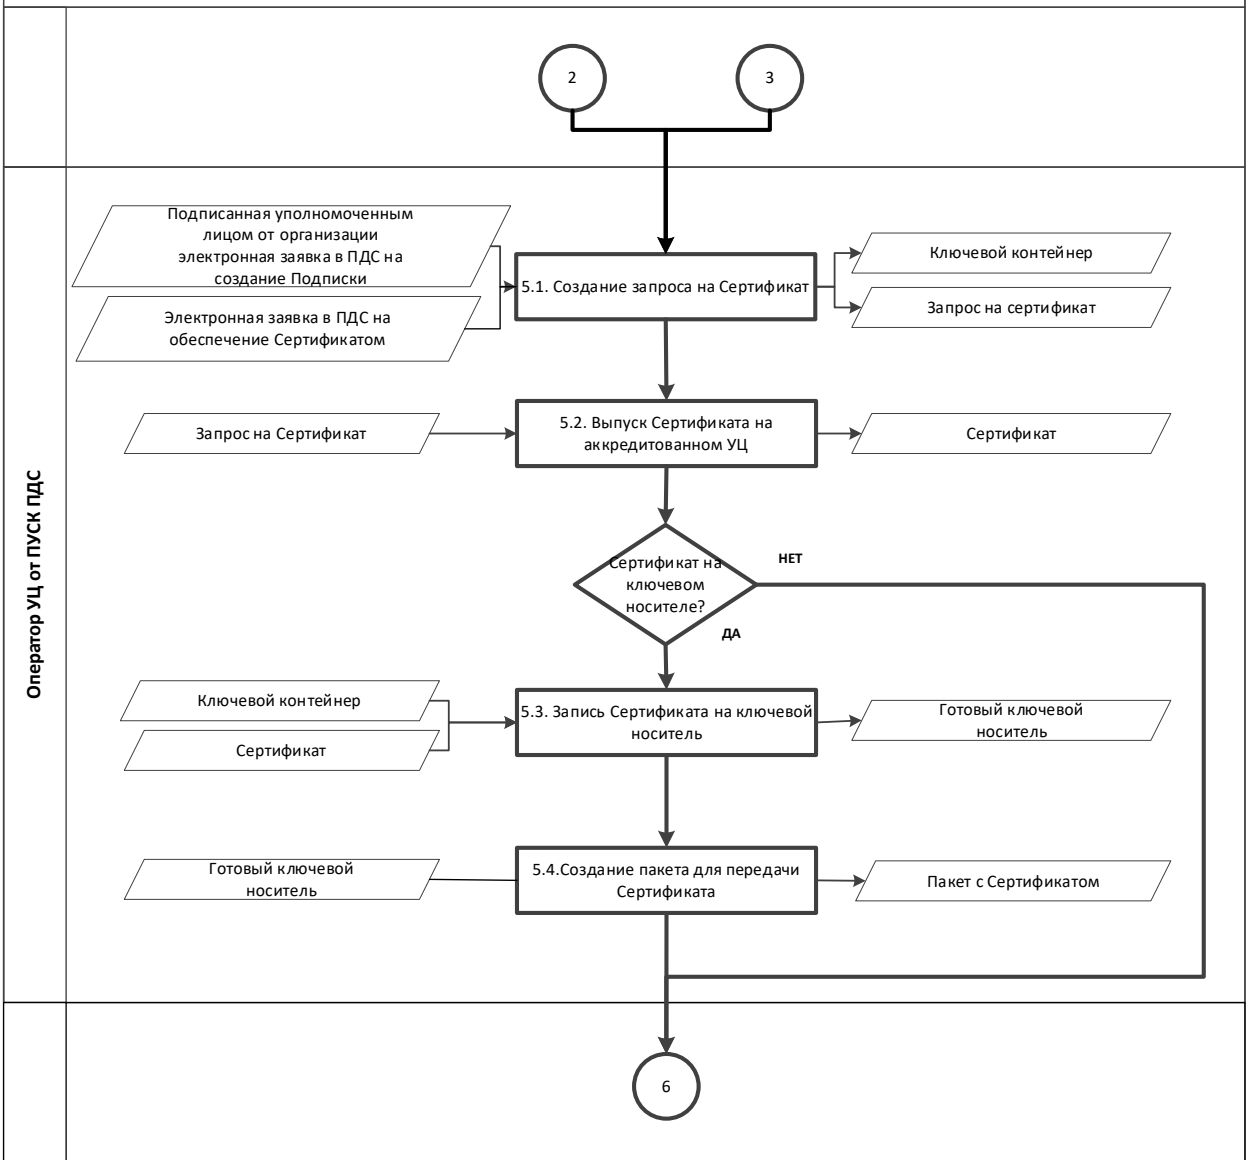 2
3
Оператор УЦ от ПУСК ПДС
Подписанная уполномоченным
лицом от организации
электронная заявка в ПДС на
создание Подписки
Электронная заявка в ПДС на
обеспечение Сертификатом
5.1. Создание запроса на Сертификат
Ключевой контейнер
Запрос на сертификат
Запрос на Сертификат
5.2. Выпуск Сертификата на
аккредитованном УЦ
Сертификат
Сертификат на
ключевом
носителе?
НЕТ
ДА
Ключевой контейнер
Сертификат
5.3. Запись Сертификата на ключевой
носитель
Готовый ключевой
носитель
Готовый ключевой
носитель
5.4.Создание пакета для передачи
Сертификата
Пакет с Сертификатом
6